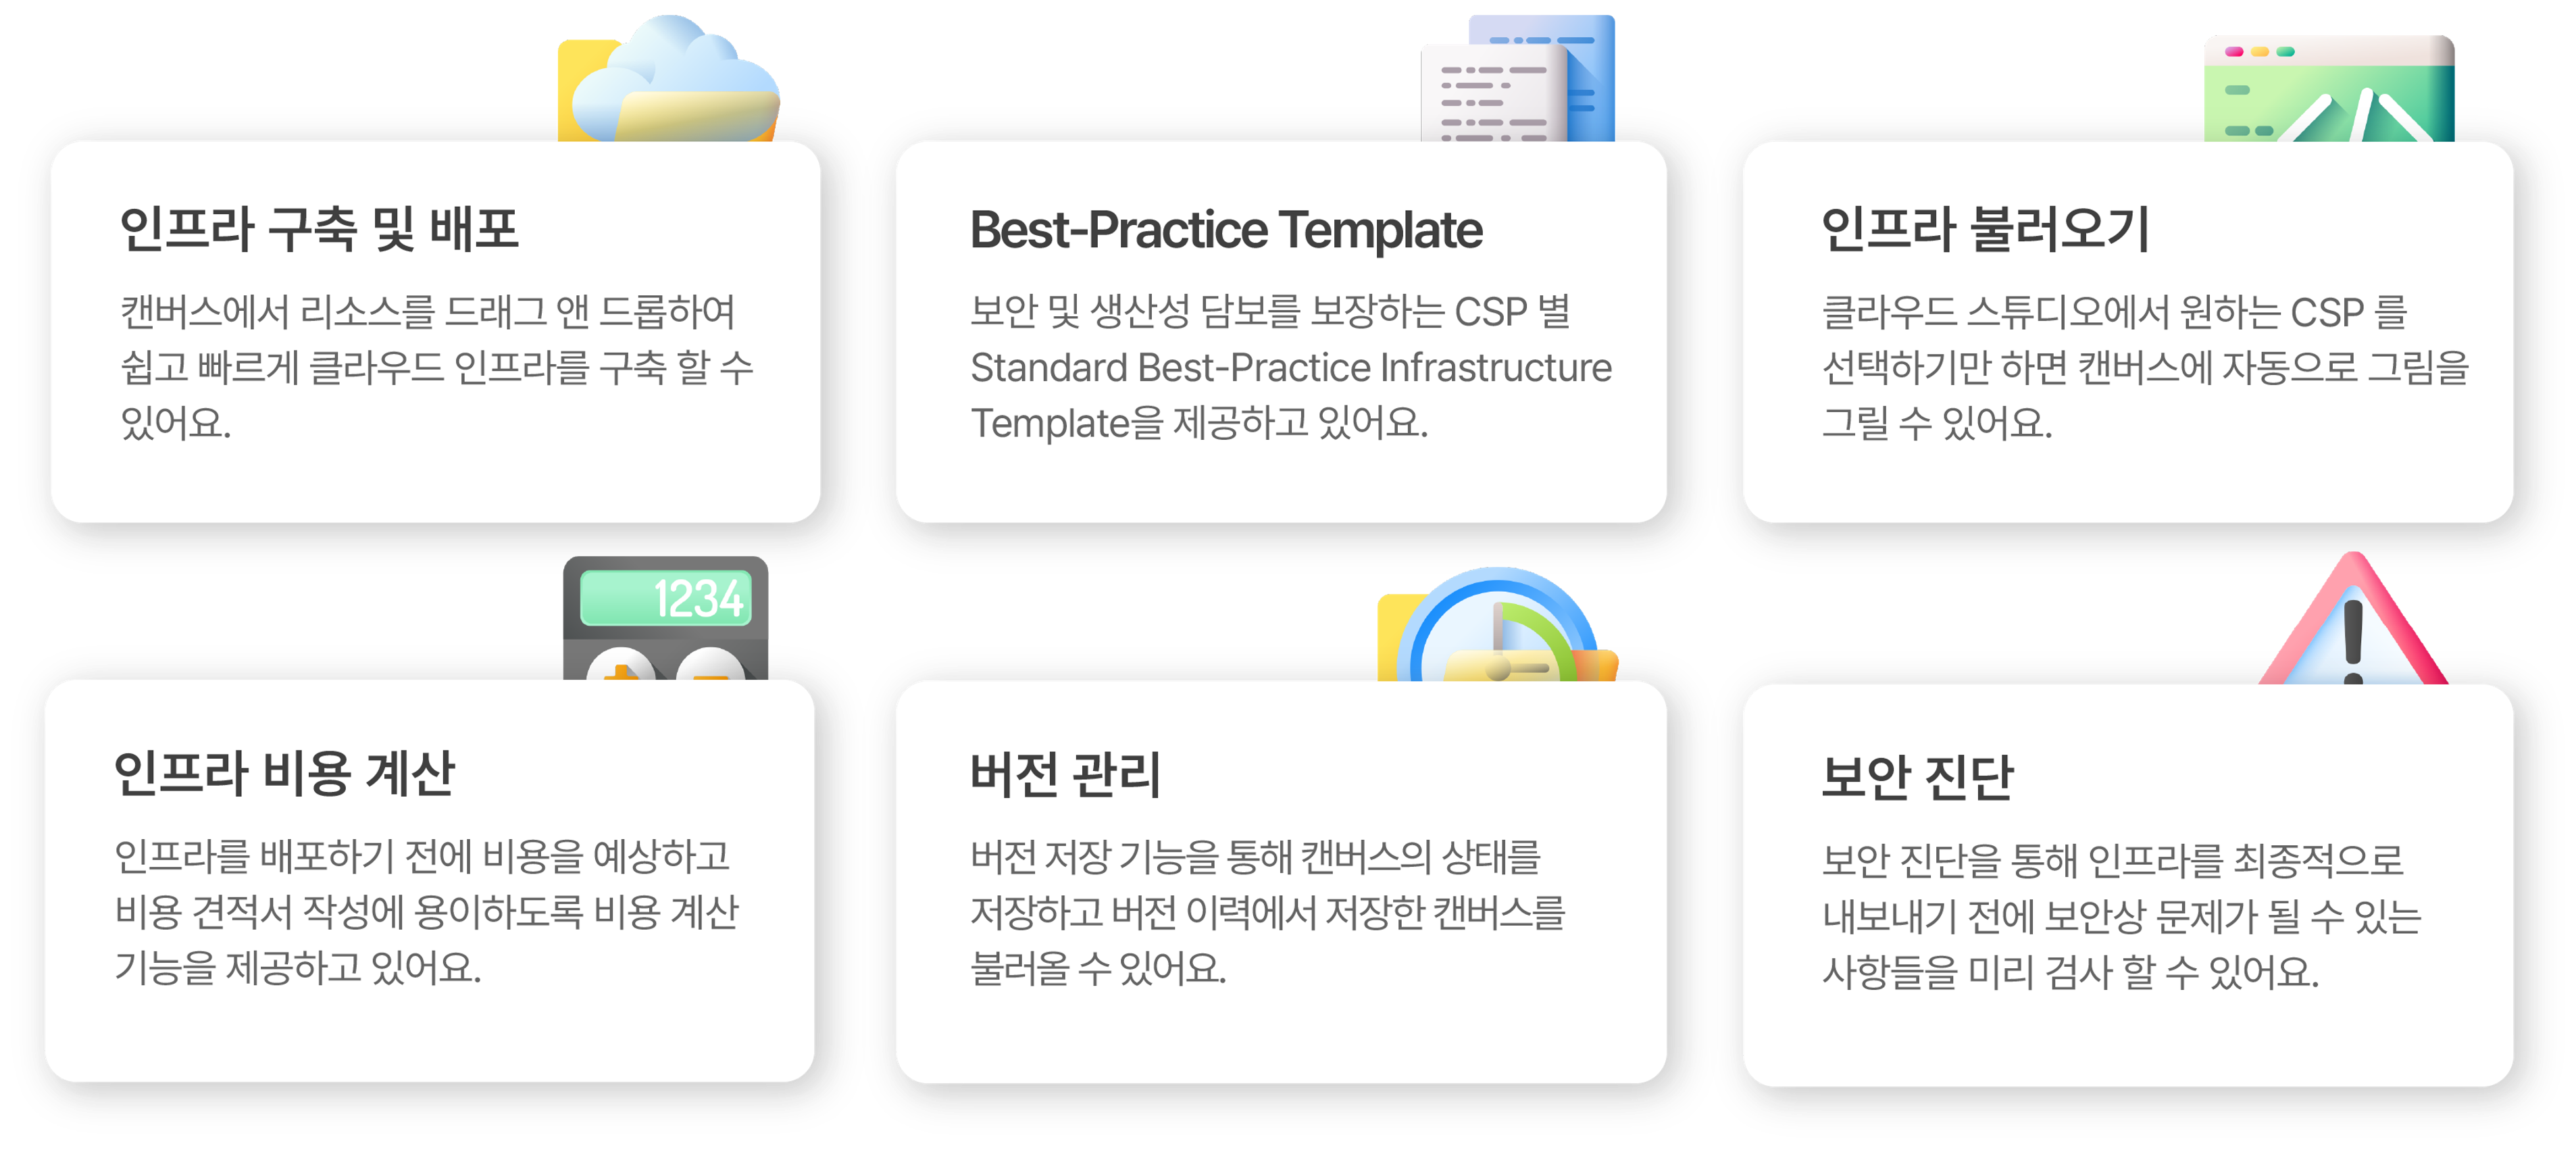 인프라 구축 및 배포
캔버스에서 리소스를 드래그 앤 드롭하여
쉽고 빠르게 클라우드 인프라를 구축 할 수
있어요.
Best-Practice Template
보안 및 생산성 담보를 보장하는 CSP 별
Standard Best-Practice Infrastructure
Template을 제공하고 있어요.
인프라 불러오기
클라우드 스튜디오에서 원하는 CSP 를
선택하기만 하면 캔버스에 자동으로 그림을
그릴 수 있어요.
1234
인프라 비용 계산
인프라를 배포하기 전에 비용을 예상하고
비용 견적서 작성에 용이하도록 비용 계산
기능을 제공하고 있어요.
버전 관리
버전 저장 기능을 통해 캔버스의 상태를
저장하고 버전 이력에서 저장한 캔버스를
불러올 수 있어요.
보안 진단
보안 진단을 통해 인프라를 최종적으로
내보내기 전에 보안상 문제가 될 수 있는
사항들을 미리 검사 할 수 있어요.